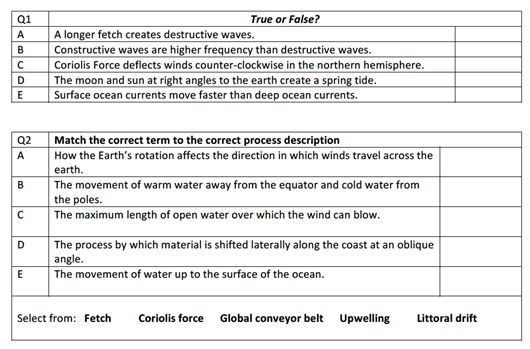 Q1 True or False?
A A longer fetch creates destructive waves.
B Constructive waves are higher frequency than destructive waves.
C Coriolis Force deflects winds counter-clockwise in the northern hemisphere.
D The moon and sun at right angles to the earth create a spring tide.
E Surface ocean currents move faster than deep ocean currents.
Q2 Match the correct term to the correct process description
A How the Earth's rotation affects the direction in which winds travel across the
earth.
B The movement of warm water away from the equator and cold water from
the poles.
C The maximum length of open water over which the wind can blow.
D The process by which material is shifted laterally along the coast at an oblique
angle.
E The movement of water up to the surface of the ocean.
Select from: Fetch Coriolis force Global conveyor belt Upwelling Littoral drift